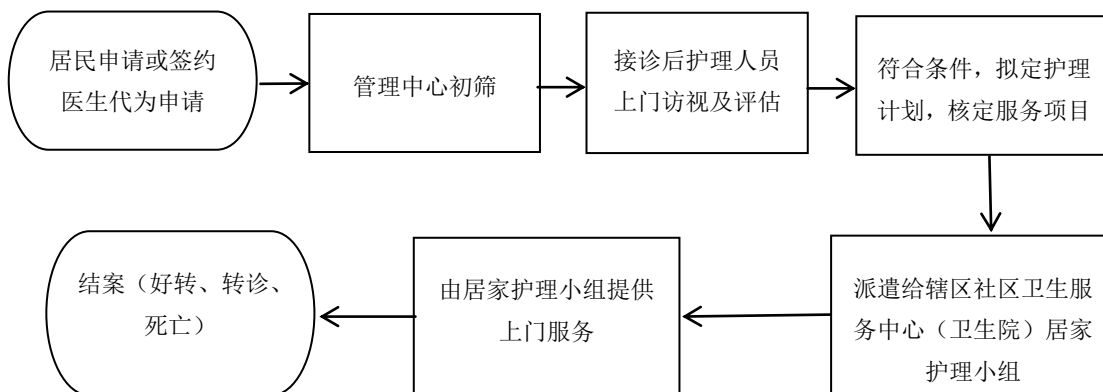 居民申请或签约
医生代为申请
管理中心初筛
接诊后护理人员
上门访视及评估
符合条件，拟定护理
计划，核定服务项目
派遣给辖区社区卫生服
务中心（卫生院）居家
护理小组
由居家护理小组提供
上门服务
结案（好转、转诊、
死亡）